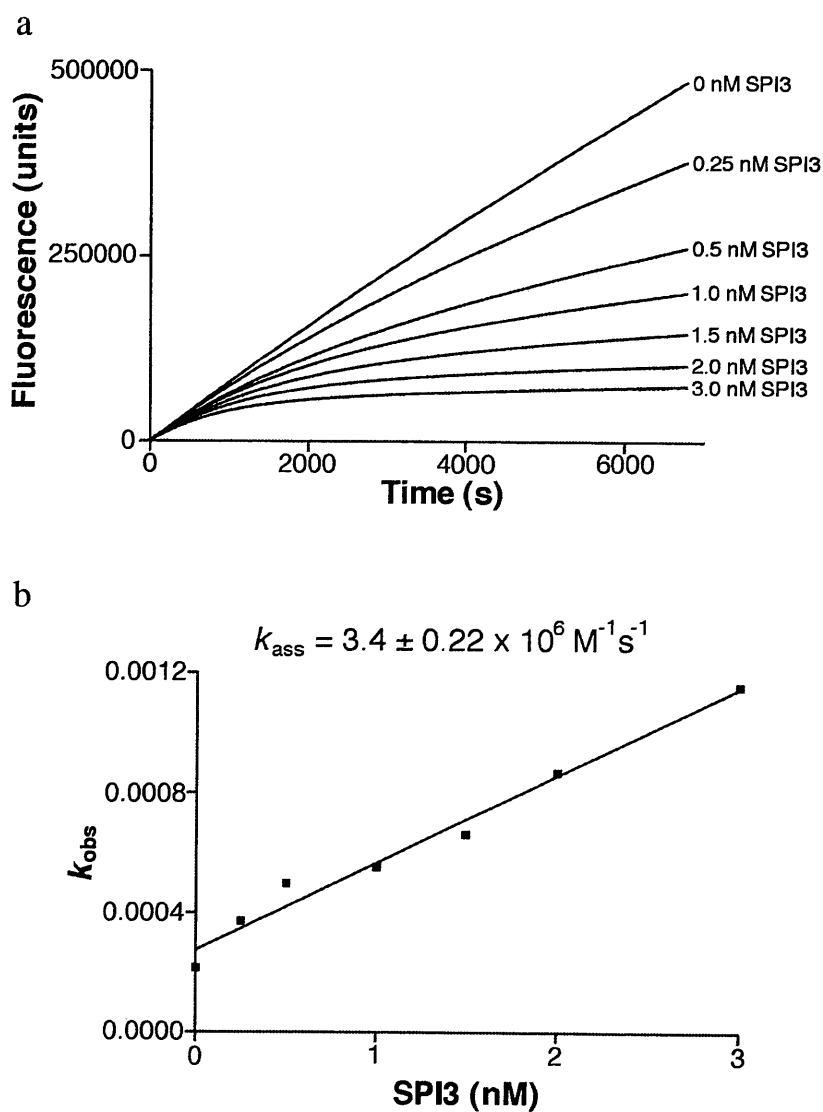 a
500000
250000
0
Fluorescence (units)
0 nM SPI3
0.25 nM SPI3
0.5 nM SPI3
1.0 nM SPI3
1.5 nM SPI3
2.0 nM SPI3
3.0 nM SPI3
0 2000 4000 6000
Time (s)
b
kass = 3.4 ± 0.22 x 10⁶ M⁻¹s⁻¹
0.0012
0.0008
0.0004
0.0000
kobs
0 1 2 3
SPI3 (nM)